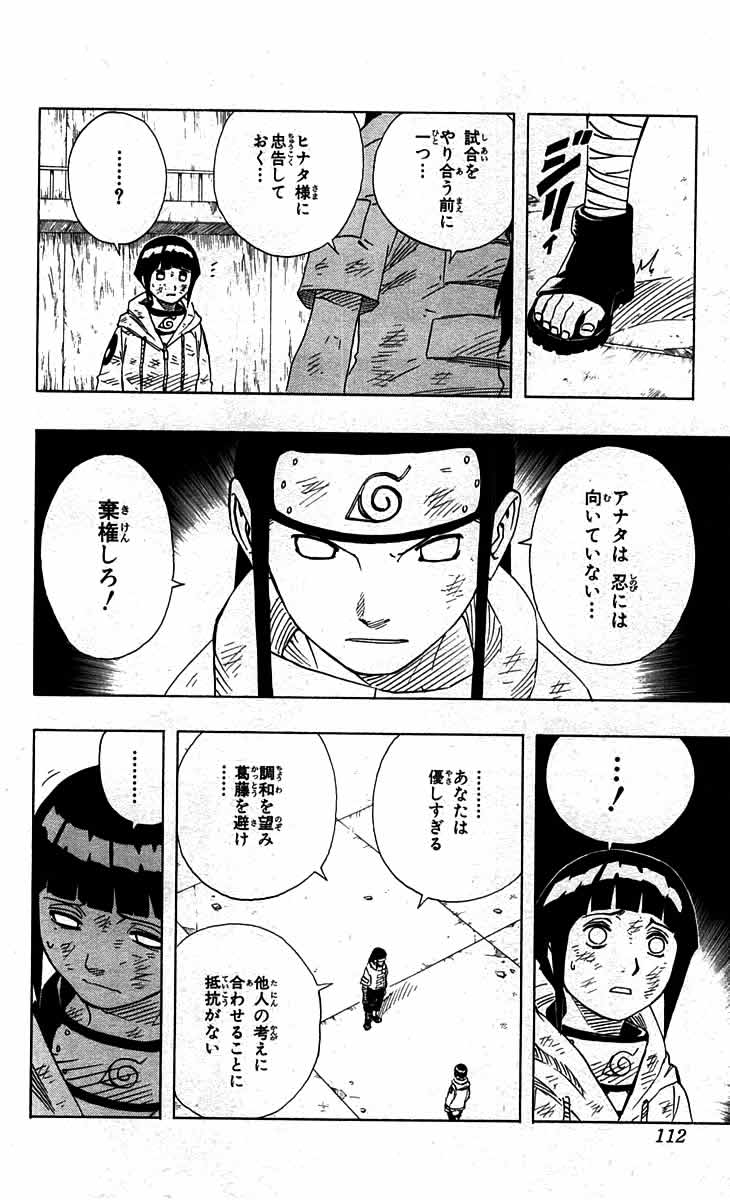 ズイッ
試合を
やり合う前に
一つ…
ヒナタ様に
忠告して
おく…
……?
アナタは 忍には
向いていない…
棄権しろ!
…!
………
あなたは
優しすぎる
調和を望み
葛藤を避け
他人の考えに
合わせることに
抵抗がない
………
112